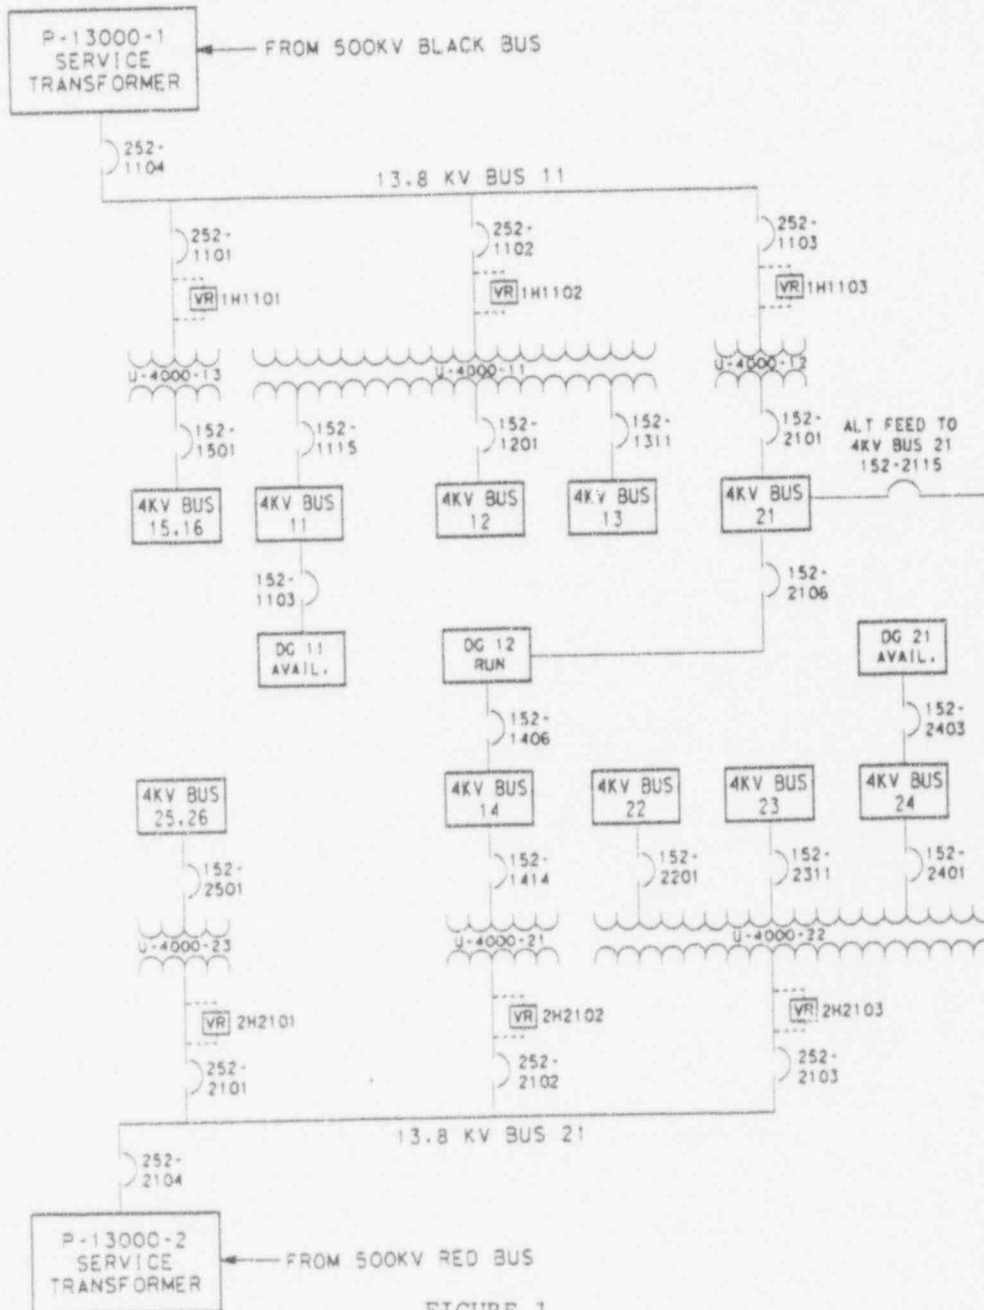 P-13000-1
SERVICE
TRANSFORMER
FROM 500KV BLACK BUS
252-
1104
13.8 KV BUS 11
252-
1101
252-
1102
252-
1103
VR 1H1101
VR 1H1102
VR 1H1103
U-4000-13
U-4000-11
U-4000-12
152-
1501
152-
1115
152-
1201
152-
1311
152-
2101
ALT FEED TO
4KV BUS 21
152-2115
4KV BUS
15.16
4KV BUS
11
4KV BUS
12
4KV BUS
13
4KV BUS
21
152-
1103
152-
2106
DG 11
AVAIL.
DG 12
RUN
DG 21
AVAIL.
152-
1406
152-
2403
4KV BUS
25.26
4KV BUS
14
4KV BUS
22
4KV BUS
23
4KV BUS
24
152-
2501
152-
1414
152-
2201
152-
2311
152-
2401
U-4000-23
U-4000-21
U-4000-22
VR 2H2101
VR 2H2102
VR 2H2103
252-
2101
252-
2102
252-
2103
13.8 KV BUS 21
252-
2104
P-13000-2
SERVICE
TRANSFORMER
FROM 500KV RED BUS
FIGURE 1